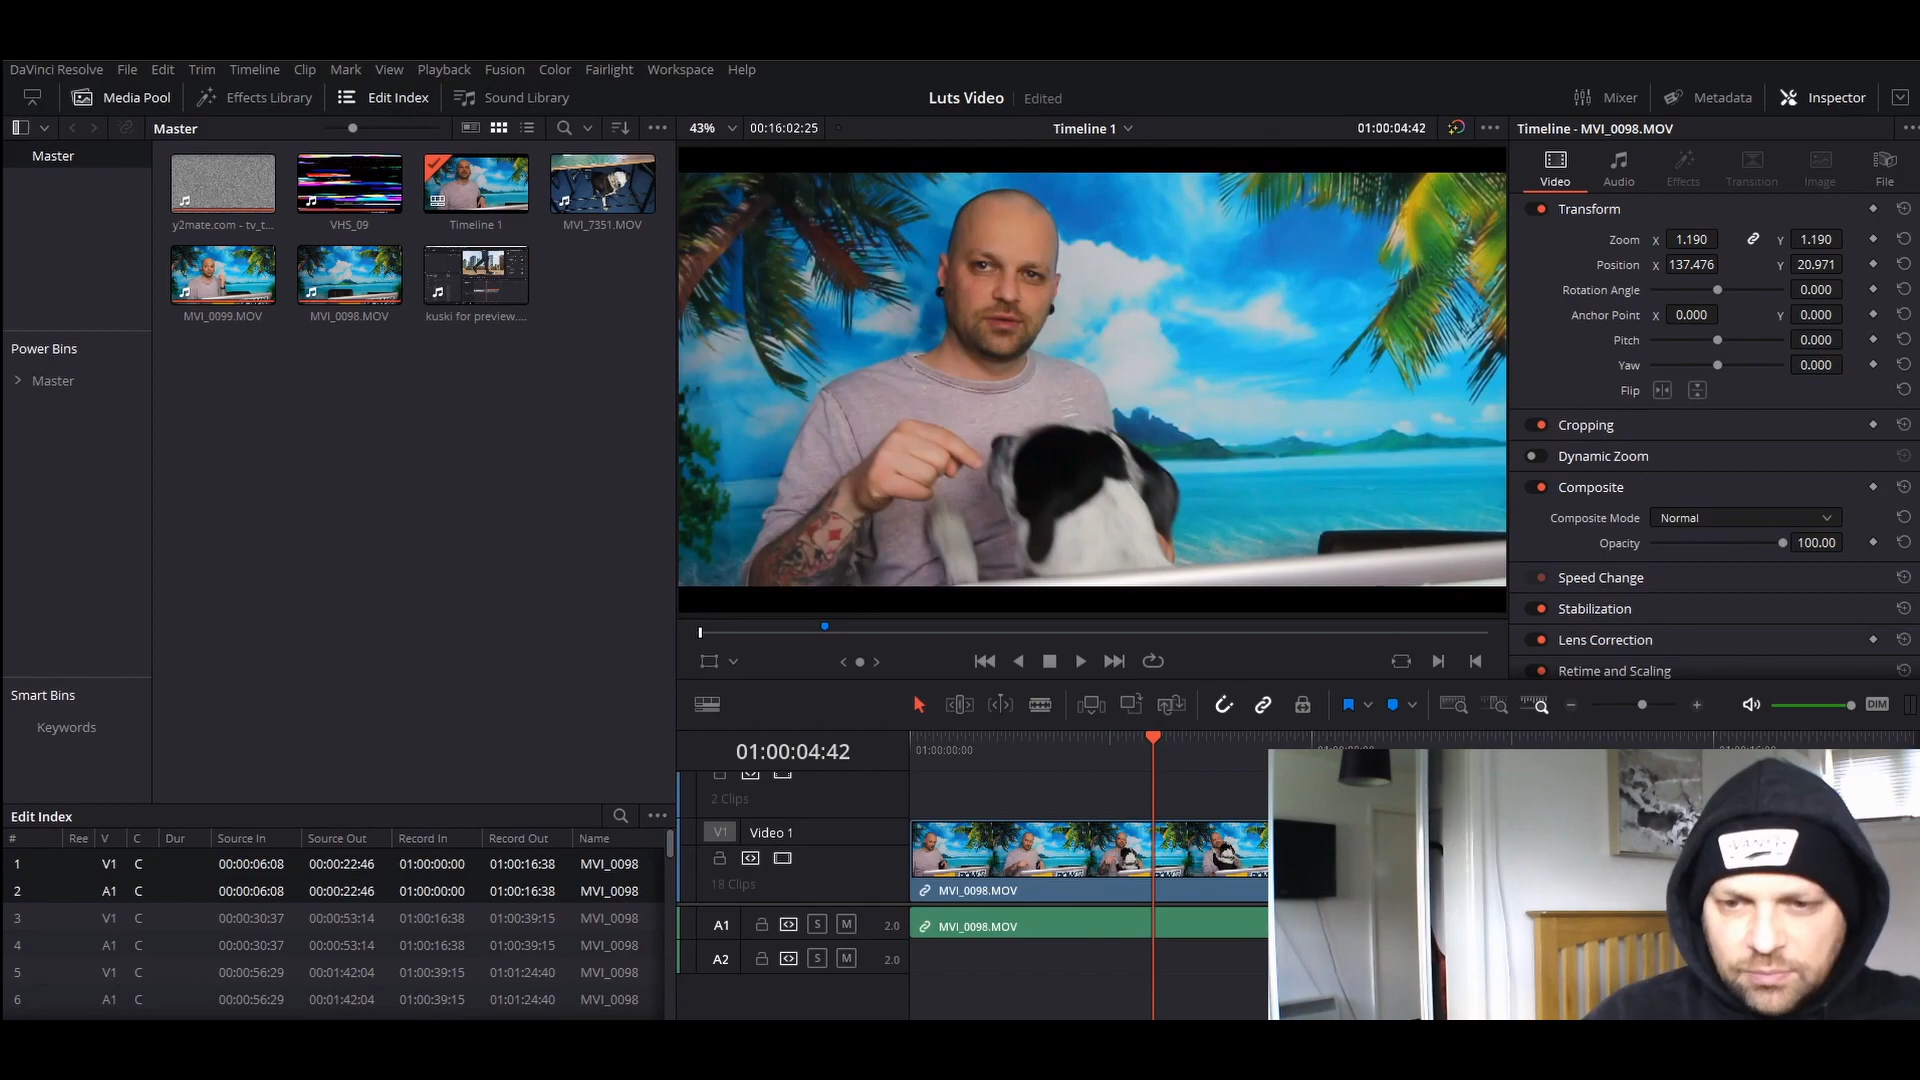 DaVinci Resolve File Edit Trim Timeline Clip Mark View Playback Fusion Color Fairlight Workspace Help
Media Pool Effects Library Edit Index Sound Library Luts Video Edited Mixer Metadata Inspector
Master 43% 00:16:02:25 Timeline 1 01:00:04:42 Timeline - MVI_0098.MOV
Master
y2mate.com - tv_t... VHS_09 Timeline 1 MVI_7351.MOV
MVI_0099.MOV MVI_0098.MOV kuski for preview....
Power Bins
Master
Smart Bins
Keywords
Video Audio Effects Transition Image File
Transform
Zoom X 1.190 Y 1.190
Position X 137.476 Y 20.971
Rotation Angle 0.000
Anchor Point X 0.000 Y 0.000
Pitch 0.000
Yaw 0.000
Flip
Cropping
Dynamic Zoom
Composite
Composite Mode Normal
Opacity 100.00
Speed Change
Stabilization
Lens Correction
Retime and Scaling
DIM
01:00:04:42 01:00:00:00
2 Clips
V1 Video 1
18 Clips
MVI_0098.MOV
A1 S M 2.0 MVI_0098.MOV
A2 S M 2.0
Edit Index
# Ree V C Dur Source In Source Out Record In Record Out Name
1 V1 C 00:00:06:08 00:00:22:46 01:00:00:00 01:00:16:38 MVI_0098
2 A1 C 00:00:06:08 00:00:22:46 01:00:00:00 01:00:16:38 MVI_0098
3 V1 C 00:00:30:37 00:00:53:14 01:00:16:38 01:00:39:15 MVI_0098
4 A1 C 00:00:30:37 00:00:53:14 01:00:16:38 01:00:39:15 MVI_0098
5 V1 C 00:00:56:29 00:01:42:04 01:00:39:15 01:01:24:40 MVI_0098
6 A1 C 00:00:56:29 00:01:42:04 01:00:39:15 01:01:24:40 MVI_0098